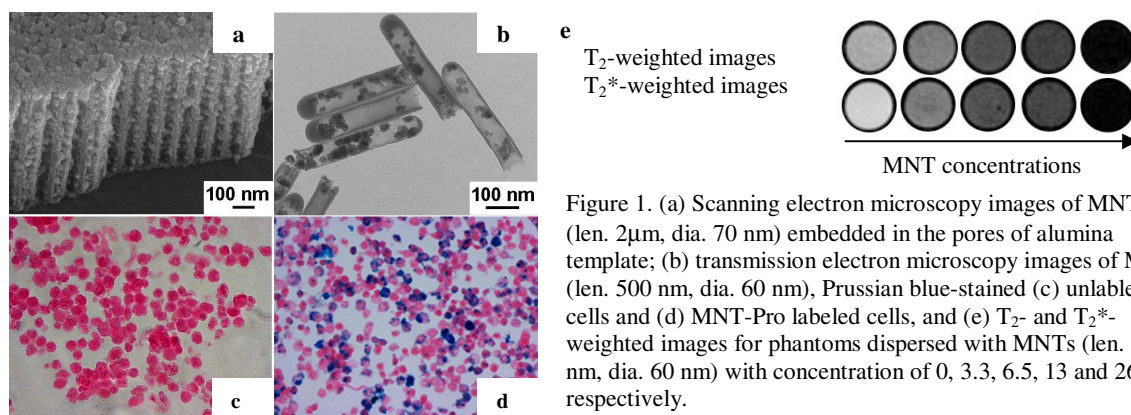 a
100 nm
b
100 nm
c
d
e
T₂-weighted images
T₂*-weighted images
MNT concentrations
Figure 1. (a) Scanning electron microscopy images of MNT
(len. 2μm, dia. 70 nm) embedded in the pores of alumina
template; (b) transmission electron microscopy images of
(len. 500 nm, dia. 60 nm), Prussian blue-stained (c)
cells and (d) MNT-Pro labeled cells, and (e) T₂- and T₂*-
weighted images for phantoms dispersed with MNTs (len.
nm, dia. 60 nm) with concentration of 0, 3.3, 6.5, 13 and
respectively.